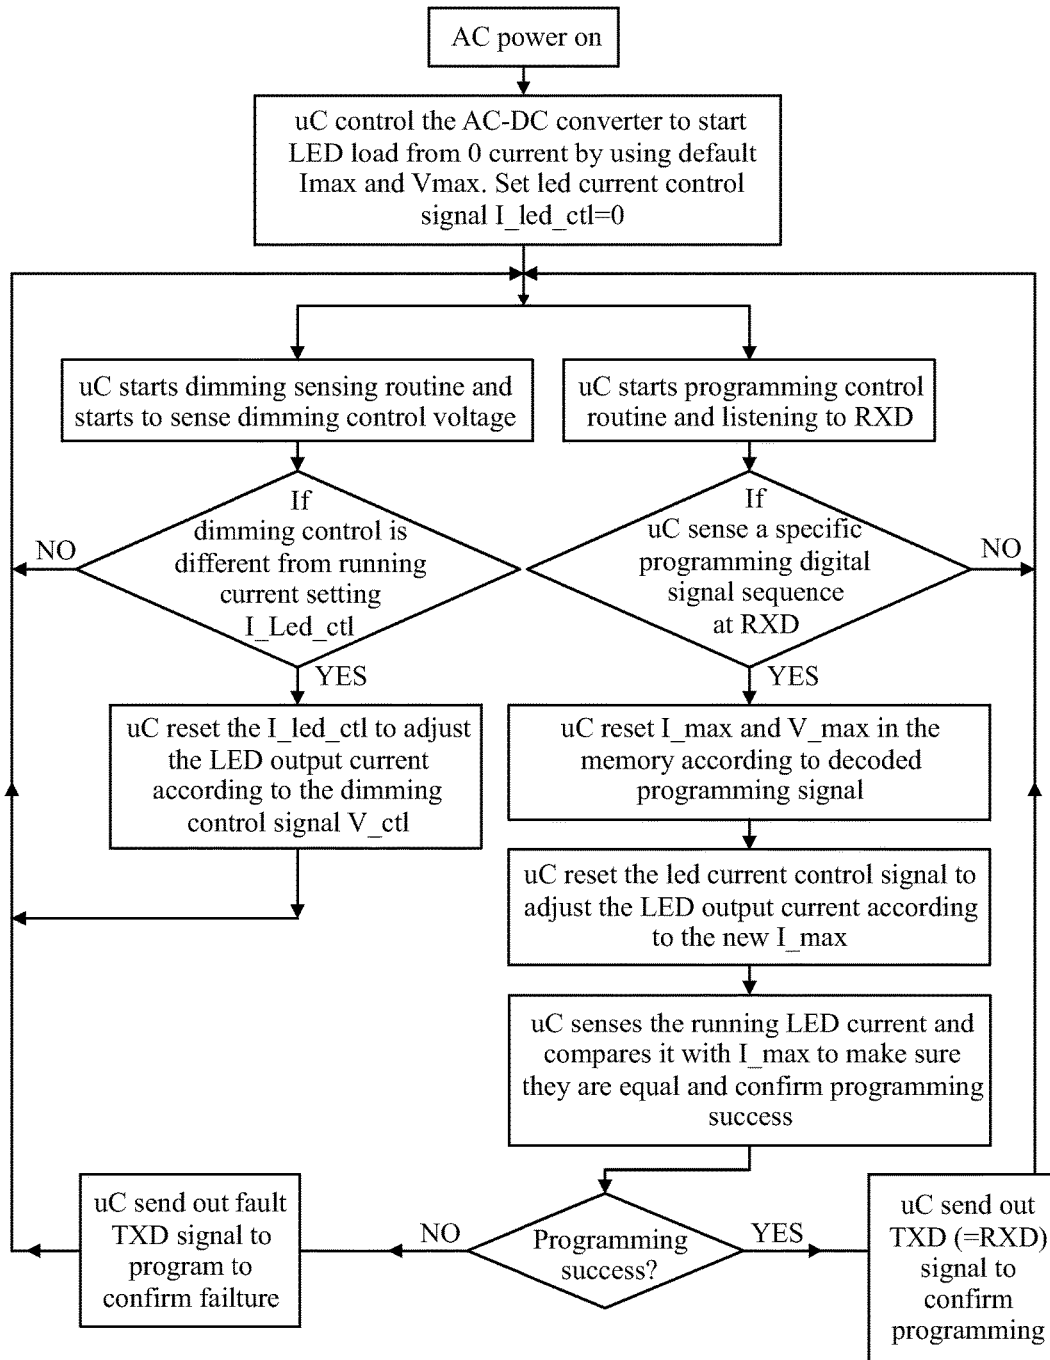 AC power on
uC control the AC-DC converter to start
LED load from 0 current by using default
Imax and Vmax. Set led current control
signal I_led_ctl=0
uC starts dimming sensing routine and
starts to sense dimming control voltage
uC starts programming control
routine and listening to RXD
If
dimming control is
different from running
current setting
I_Led_ctl
NO
YES
If
uC sense a specific
programming digital
signal sequence
at RXD
NO
YES
uC reset the I_led_ctl to adjust
the LED output current
according to the dimming
control signal V_ctl
uC reset I_max and V_max in the
memory according to decoded
programming signal
uC reset the led current control signal to
adjust the LED output current according
to the new I_max
uC senses the running LED current and
compares it with I_max to make sure
they are equal and confirm programming
success
uC send out fault
TXD signal to
program to
confirm failture
NO
Programming
success?
YES
uC send out
TXD (=RXD)
signal to
confirm
programming